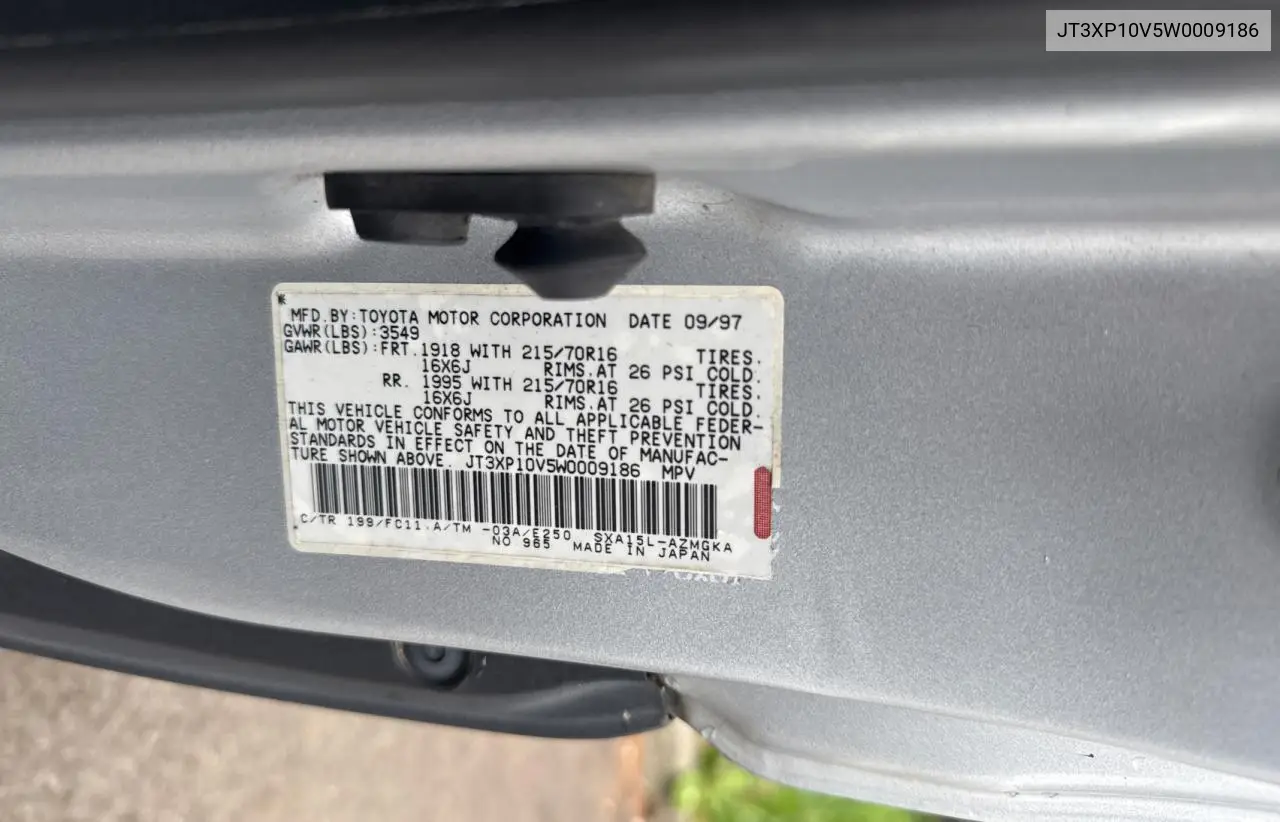 JT3XP10V5W0009186
MFD.BY:TOYOTA MOTOR CORPORATION DATE 09/97
GVWR(LBS):3549
GAWR(LBS):FRT.1918 WITH 215/70R16 TIRES.
16X6J RIMS.AT 26 PSI COLD.
RR. 1995 WITH 215/70R16 TIRES.
16X6J RIMS.AT 26 PSI COLD.
THIS VEHICLE CONFORMS TO ALL APPLICABLE FEDER-
AL MOTOR VEHICLE SAFETY AND THEFT PREVENTION
STANDARDS IN EFFECT ON THE DATE OF MANUFAC-
TURE SHOWN ABOVE. JT3XP10V5W0009186 MPV
C/TR 199/FC11.A/TM -03A/E250 SXA15L-AZMGKA
NO 965 MADE IN JAPAN